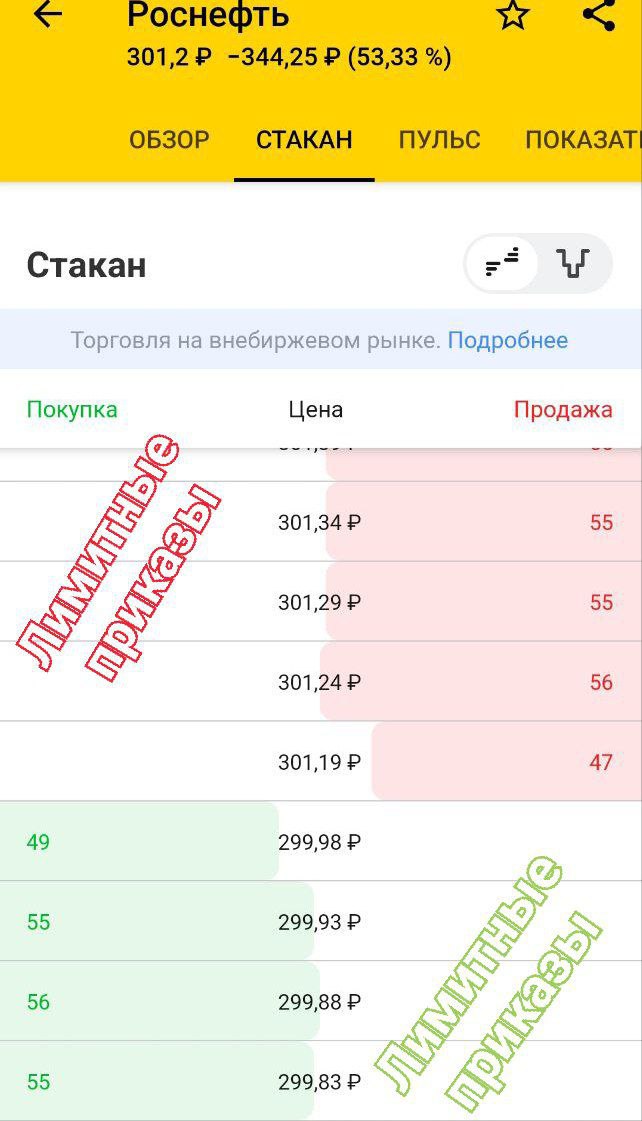 Роснефть
301,2 ₽ −344,25 ₽ (53,33 %)
ОБЗОР СТАКАН ПУЛЬС ПОКАЗАТ
Стакан
Торговля на внебиржевом рынке. Подробнее
Покупка Цена Продажа
301,34 ₽ 55
301,29 ₽ 55
301,24 ₽ 56
301,19 ₽ 47
Лимитные
приказы
49 299,98 ₽
55 299,93 ₽
56 299,88 ₽
55 299,83 ₽
Лимитные
приказы